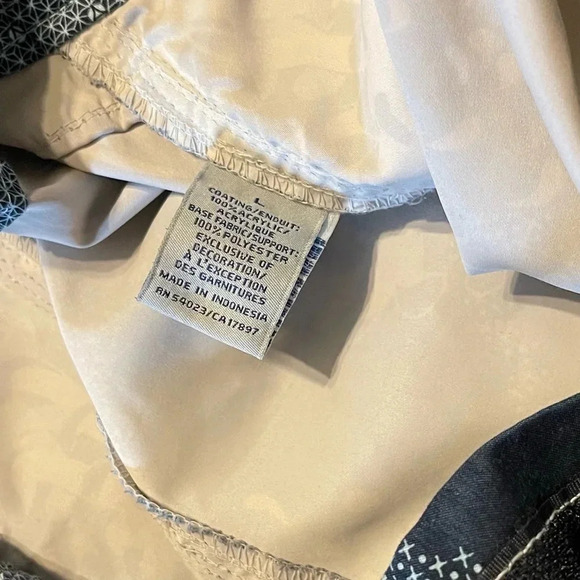 L
COATING/ENDUIT:
100% ACRYLIC/
ACRYLIQUE
BASE FABRIC/SUPPORT:
100% POLYESTER
EXCLUSIVE OF
DECORATION/
À L'EXCEPTION
DES GARNITURES
MADE IN INDONESIA
RN 54023/CA17897